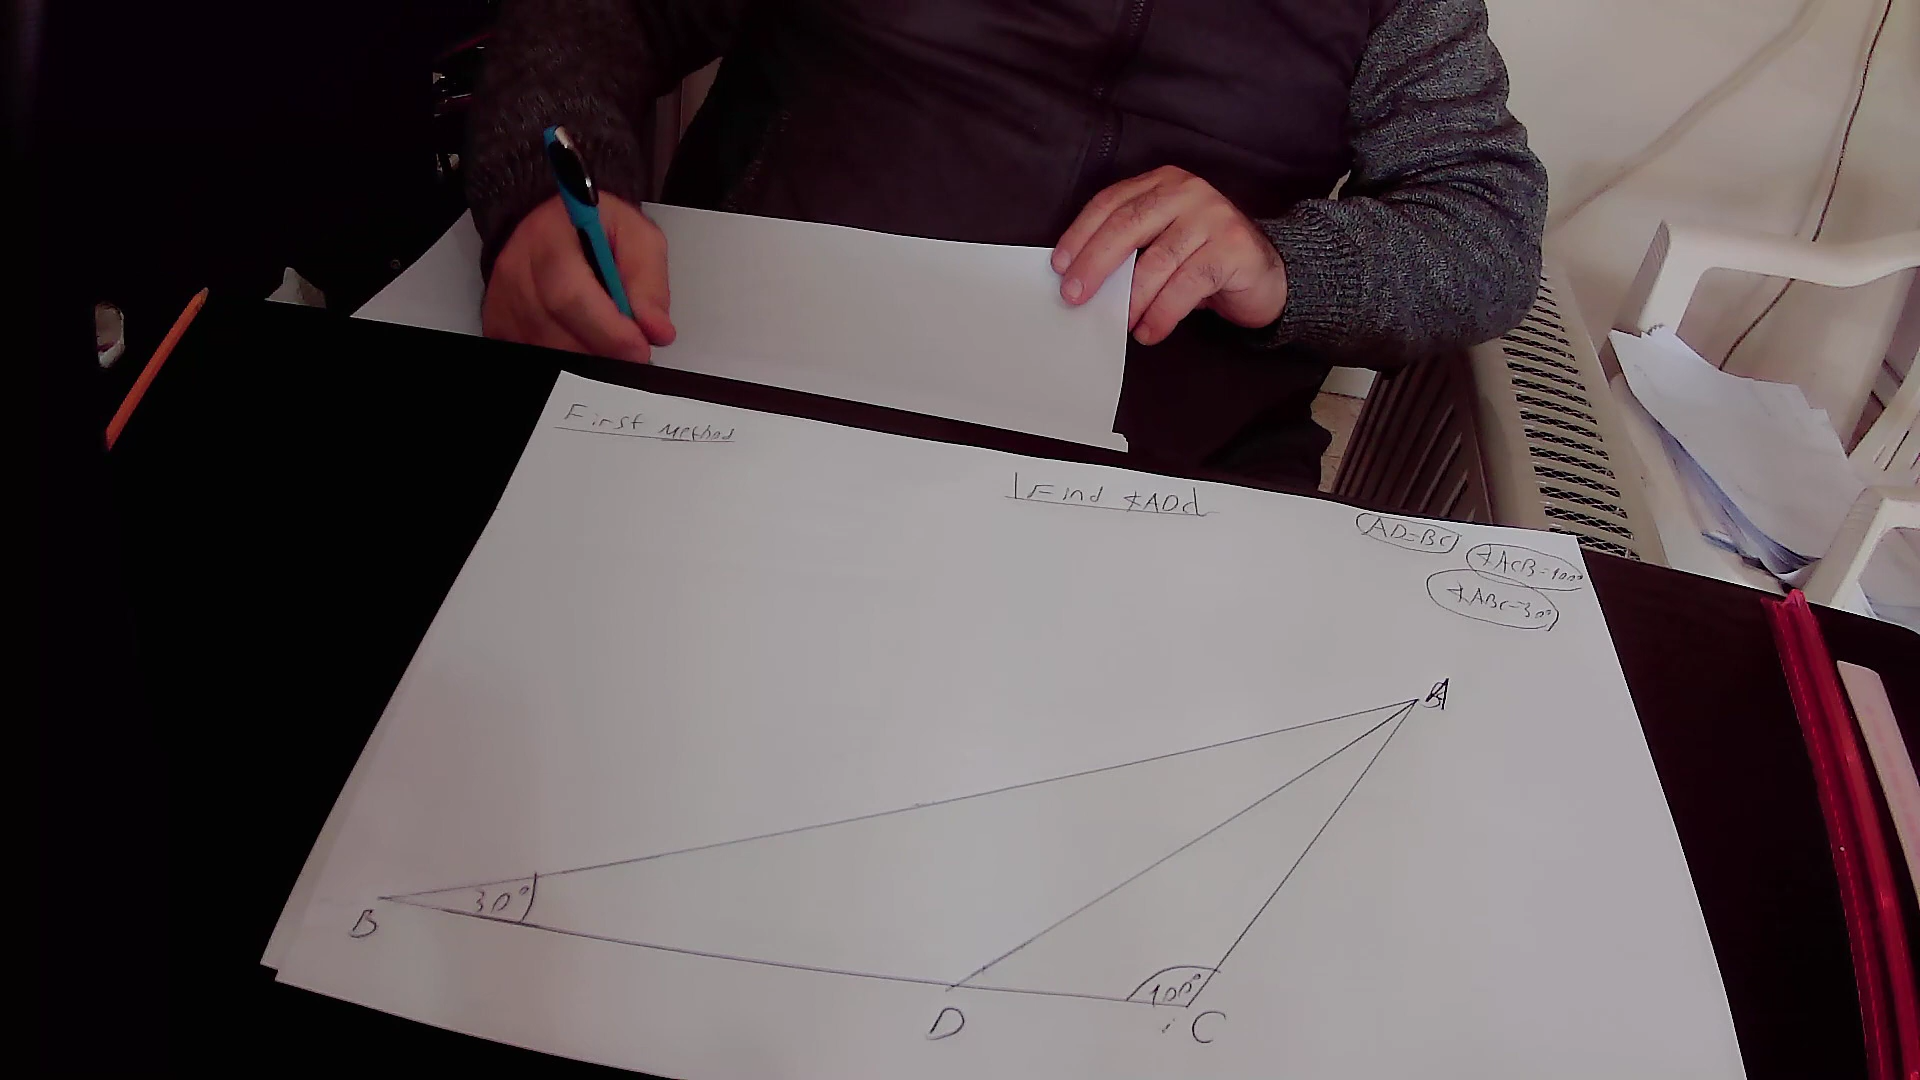 First Method
Find ∢ADC
AD=BC
∢ACB=100°
∢ABC=30°
A
30°
B
100°
D
C